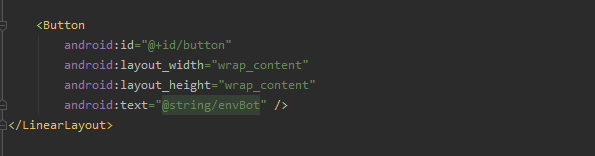 <Button
android:id="@+id/button"
android:layout_width="wrap_content"
android:layout_height="wrap_content"
android:text="@string/envBot" />
</LinearLayout>